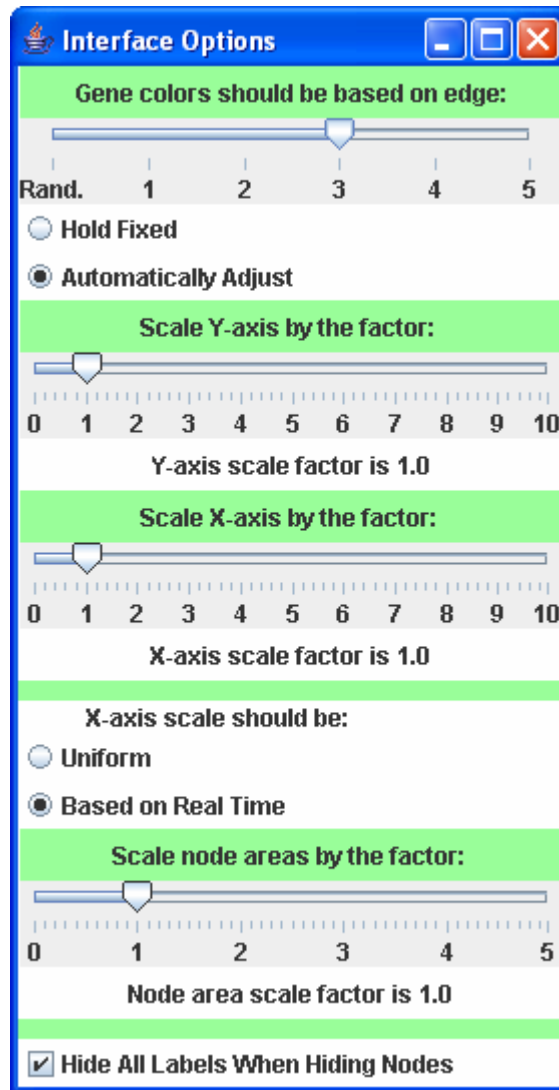 Interface Options
Gene colors should be based on edge:
Rand. 1 2 3 4 5
Hold Fixed
Automatically Adjust
Scale Y-axis by the factor:
0 1 2 3 4 5 6 7 8 9 10
Y-axis scale factor is 1.0
Scale X-axis by the factor:
0 1 2 3 4 5 6 7 8 9 10
X-axis scale factor is 1.0
X-axis scale should be:
Uniform
Based on Real Time
Scale node areas by the factor:
0 1 2 3 4 5
Node area scale factor is 1.0
Hide All Labels When Hiding Nodes